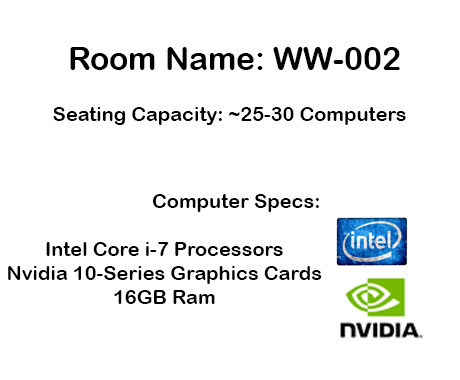 Room Name: WW-002
Seating Capacity: ~25-30 Computers
Computer Specs:
intel
Intel Core i-7 Processors
Nvidia 10-Series Graphics Cards
16GB Ram
NVIDIA.